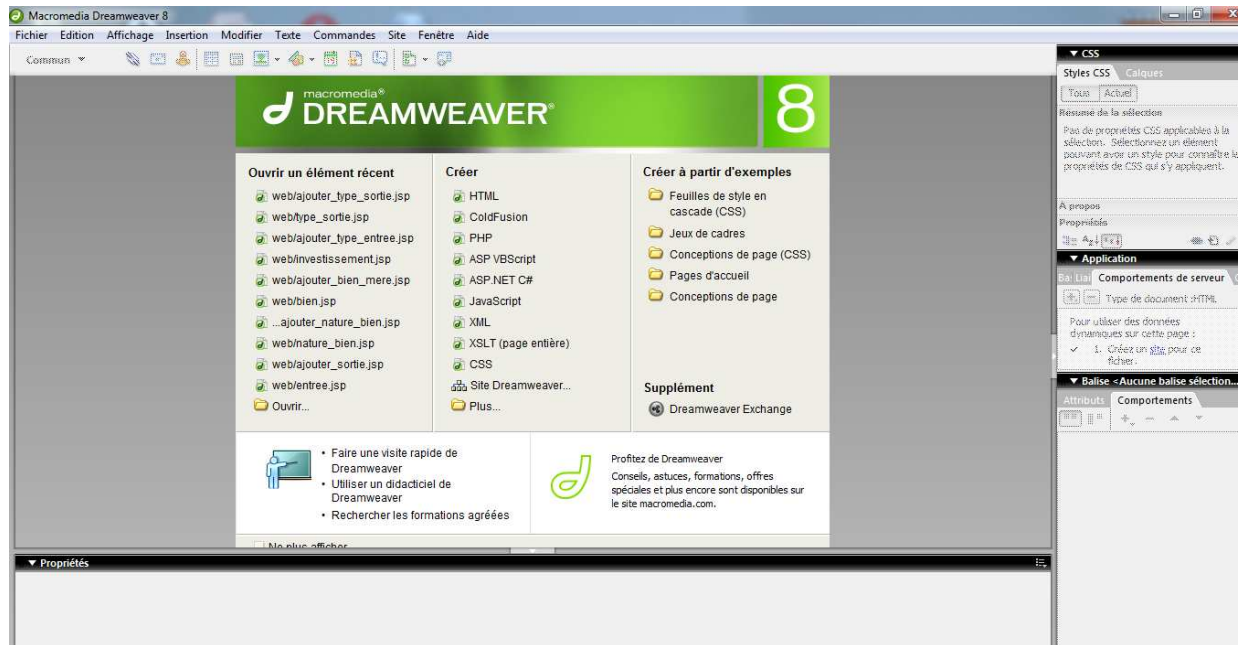 Macromedia Dreamweaver 8
Fichier Edition Affichage Insertion Modifier Texte Commandes Site Fenêtre Aide
Commun
macromedia®
DREAMWEAVER®
8
Ouvrir un élément récent
web/ajouter_type_sortie.jsp
web/type_sortie.jsp
web/ajouter_type_entree.jsp
web/investissement.jsp
web/ajouter_bien_mere.jsp
web/bien.jsp
...ajouter_nature_bien.jsp
web/nature_bien.jsp
web/ajouter_sortie.jsp
web/entree.jsp
Ouvrir...
Créer
HTML
ColdFusion
PHP
ASP VBScript
ASP.NET C#
JavaScript
XML
XSLT (page entière)
CSS
Site Dreamweaver...
Plus...
Créer à partir d'exemples
Feuilles de style en
cascade (CSS)
Jeux de cadres
Conceptions de page (CSS)
Pages d'accueil
Conceptions de page
Supplément
Dreamweaver Exchange
• Faire une visite rapide de
Dreamweaver
• Utiliser un didacticiel de
Dreamweaver
• Rechercher les formations agréées
Profitez de Dreamweaver
Conseils, astuces, formations, offres
spéciales et plus encore sont disponibles sur
le site macromedia.com.
Ne plus afficher
Propriétés
CSS
Styles CSS Calques
Tous Actuel
Résumé de la sélection
Pas de propriétés CSS applicables à la
sélection. Sélectionnez un élément
pouvant avoir un style pour connaître le
propriétés de CSS qui s'y appliquent.
A propos
Propriétés
Application
Liai Comportements de serveur
Type de document :HTML
Pour utiliser des données
dynamiques sur cette page :
1. Créez un site pour ce
fichier.
Balise <Aucune balise sélection...
Attributs Comportements